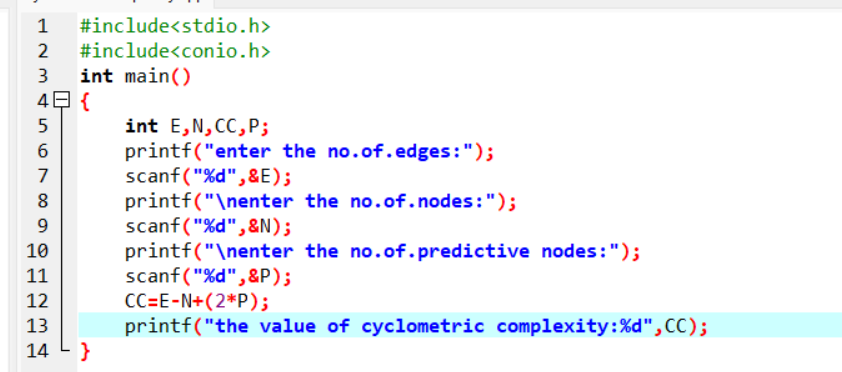 1 #include<stdio.h>
2 #include<conio.h>
3 int main()
4 {
5 int E,N,CC,P;
6 printf("enter the no.of.edges:");
7 scanf("%d",&E);
8 printf("\nenter the no.of.nodes:");
9 scanf("%d",&N);
10 printf("\nenter the no.of.predictive nodes:");
11 scanf("%d",&P);
12 CC=E-N+(2*P);
13 printf("the value of cyclometric complexity:%d",CC);
14 }